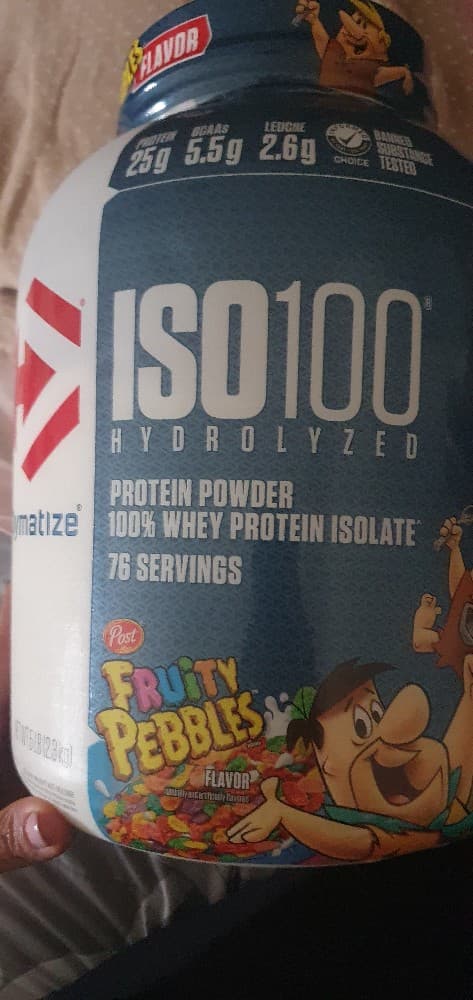 FLAVOR
PROTEIN BCAAS LEUCINE
25g 5.5g 2.6g
CHOICE
BANNED
SUBSTANCE
TESTED
ISO100®
HYDROLYZED
PROTEIN POWDER
100% WHEY PROTEIN ISOLATE
76 SERVINGS
ymatize®
Post
FRUITY
PEBBLES
FLAVOR